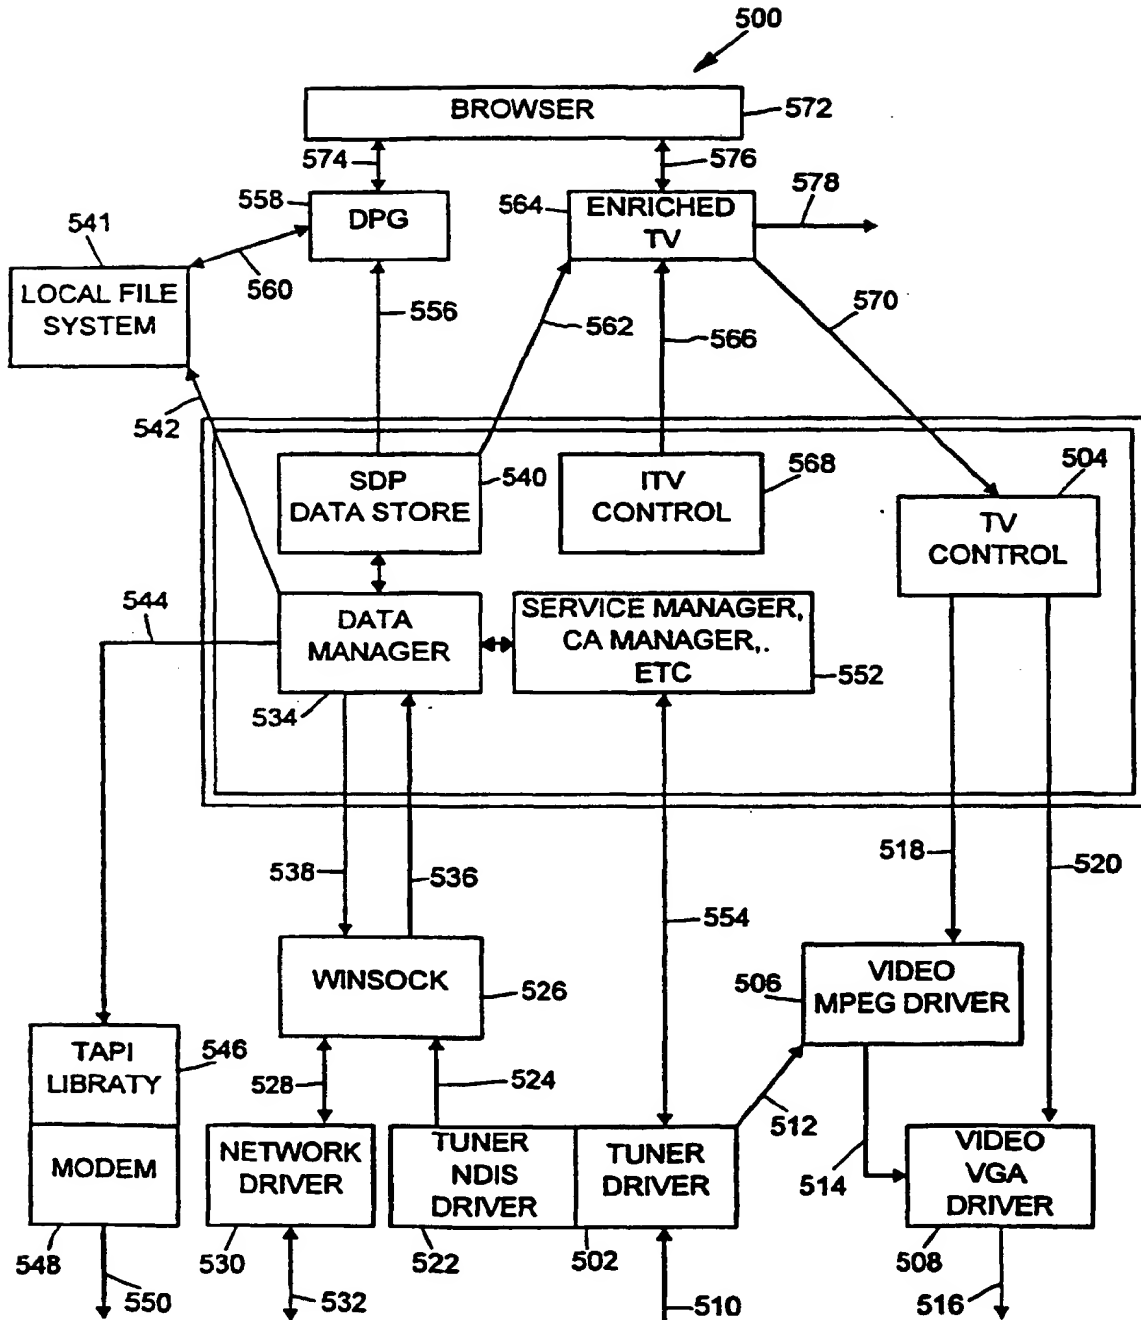 500
BROWSER
572
574
576
558
DPG
564
ENRICHED
TV
578
541
LOCAL FILE
SYSTEM
560
556
562
566
570
542
SDP
DATA STORE
540
ITV
CONTROL
568
504
TV
CONTROL
544
DATA
MANAGER
534
SERVICE MANAGER,
CA MANAGER,.
ETC
552
538
536
554
518
520
WINSOCK
526
506
VIDEO
MPEG DRIVER
TAPI
LIBRATY
546
528
524
512
514
MODEM
NETWORK
DRIVER
TUNER
NDIS
DRIVER
TUNER
DRIVER
VIDEO
VGA
DRIVER
548
550
530
532
522
502
510
508
516